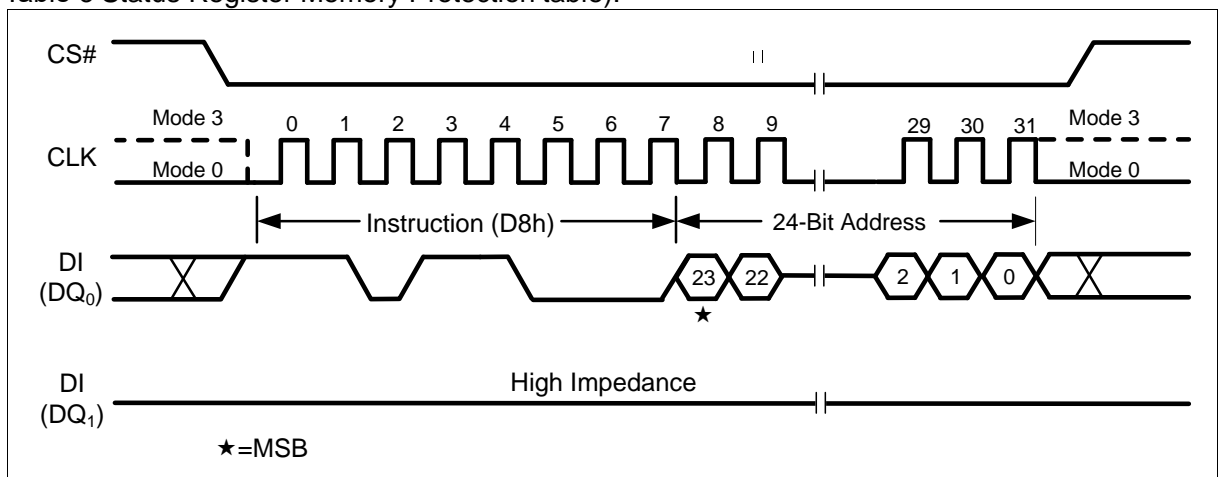 Table 6 Status Register Memory Protection table).
CS#
Mode 3 0 1 2 3 4 5 6 7 8 9 29 30 31 Mode 3
CLK
Mode 0 Mode 0
Instruction (D8h) 24-Bit Address
DI
(DQ0) 23 22 2 1 0
★
DI High Impedance
(DQ1)
★=MSB